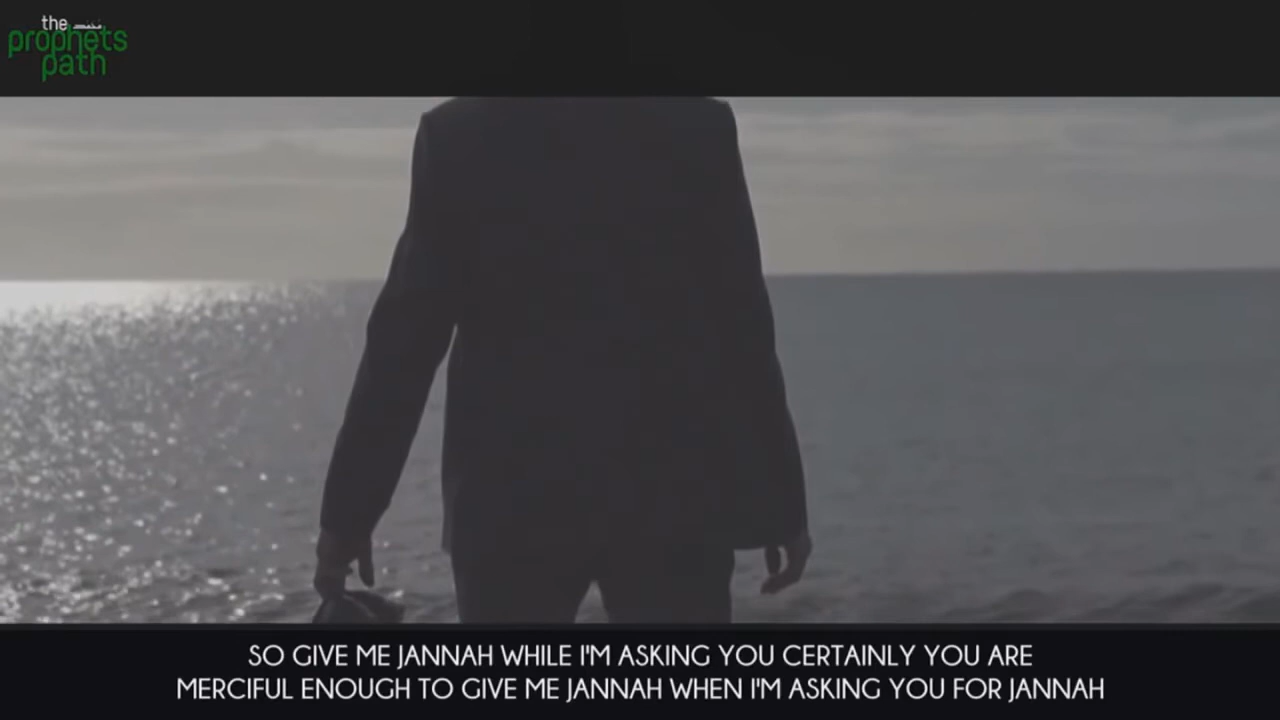 the
prophets
path
SO GIVE ME JANNAH WHILE I'M ASKING YOU CERTAINLY YOU ARE
MERCIFUL ENOUGH TO GIVE ME JANNAH WHEN I'M ASKING YOU FOR JANNAH